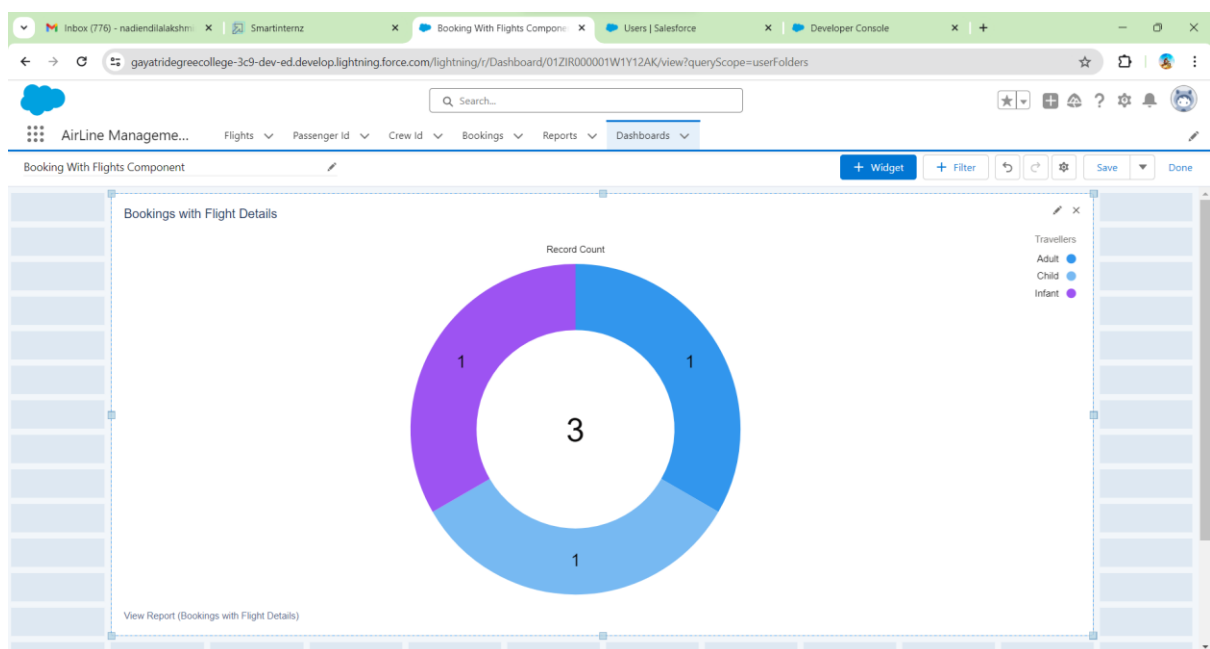 Inbox (776) - nadiendilalakshmi
Smartinternz
Booking With Flights Compone
Users | Salesforce
Developer Console
gayatridegreecollege-3c9-dev-ed.develop.lightning.force.com/lightning/r/Dashboard/01ZIR000001W1Y12AK/view?queryScope=userFolders
Search...
AirLine Manageme...
Flights
Passenger Id
Crew Id
Bookings
Reports
Dashboards
Booking With Flights Component
+ Widget
+ Filter
Save
Done
Bookings with Flight Details
Record Count
Travellers
Adult
Child
Infant
1
1
3
1
View Report (Bookings with Flight Details)